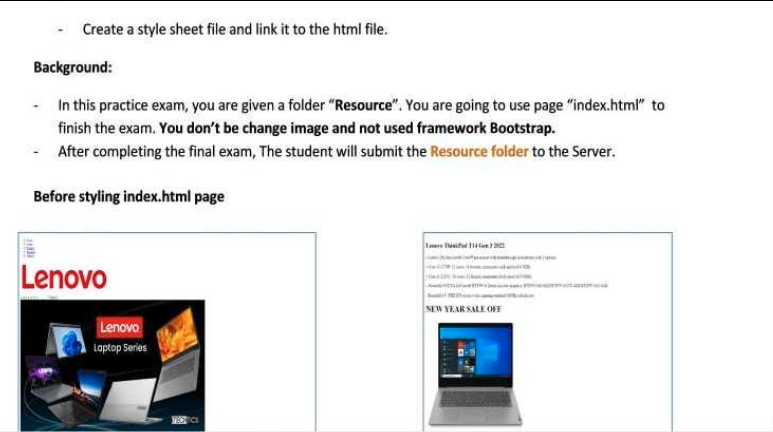 - Create a style sheet file and link it to the html file.
Background:
- In this practice exam, you are given a folder “Resource”. You are going to use page “index.html” to
finish the exam. You don’t be change image and not used framework Bootstrap.
- After completing the final exam, The student will submit the Resource folder to the Server.
Before styling index.html page
Lenovo
Lenovo
Laptop Series
Lenovo ThinkPad T14 Gen 3 2022
NEW YEAR SALE OFF